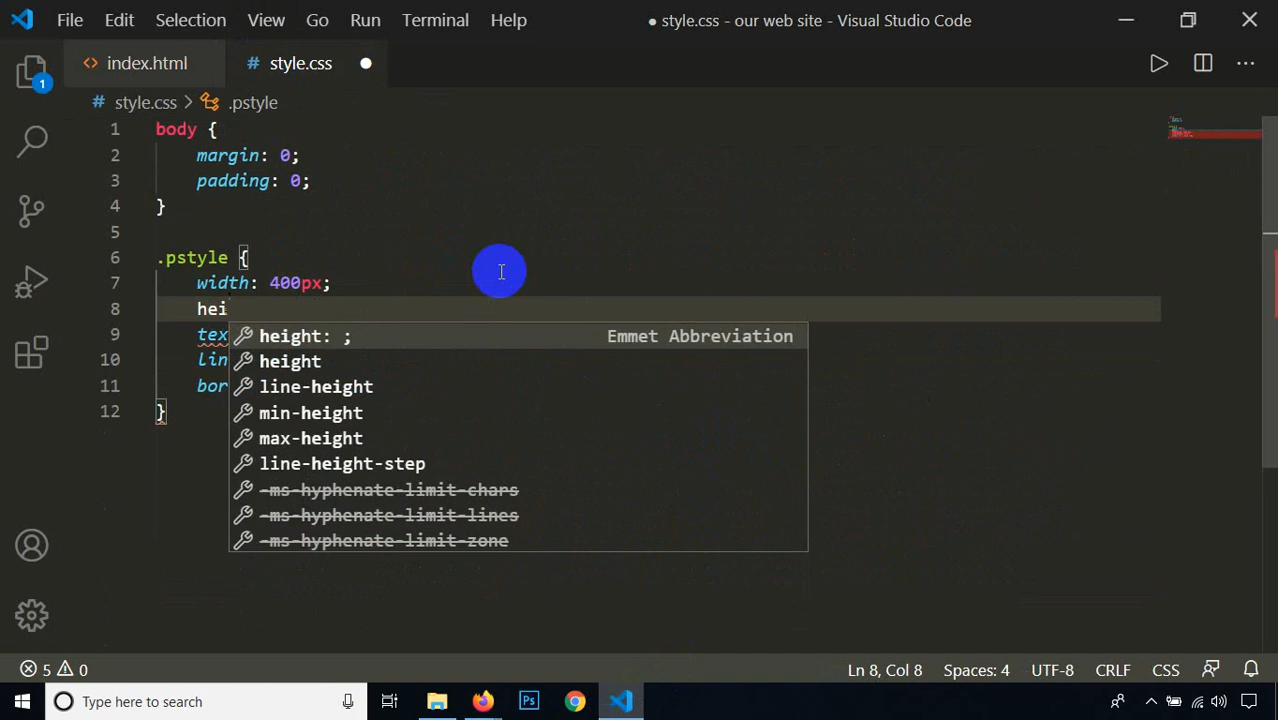 File Edit Selection View Go Run Terminal Help
● style.css - our web site - Visual Studio Code
index.html
# style.css
# style.css > .pstyle
1 body {
2 margin: 0;
3 padding: 0;
4 }
5
6 .pstyle {
7 width: 400px;
8 hei
9 tex
height: ; Emmet Abbreviation
height
10 lin
line-height
11 bor
min-height
12 }
max-height
line-height-step
-ms-hyphenate-limit-chars
-ms-hyphenate-limit-lines
-ms-hyphenate-limit-zone
1
5 0
Ln 8, Col 8 Spaces: 4 UTF-8 CRLF CSS
Type here to search
Ps